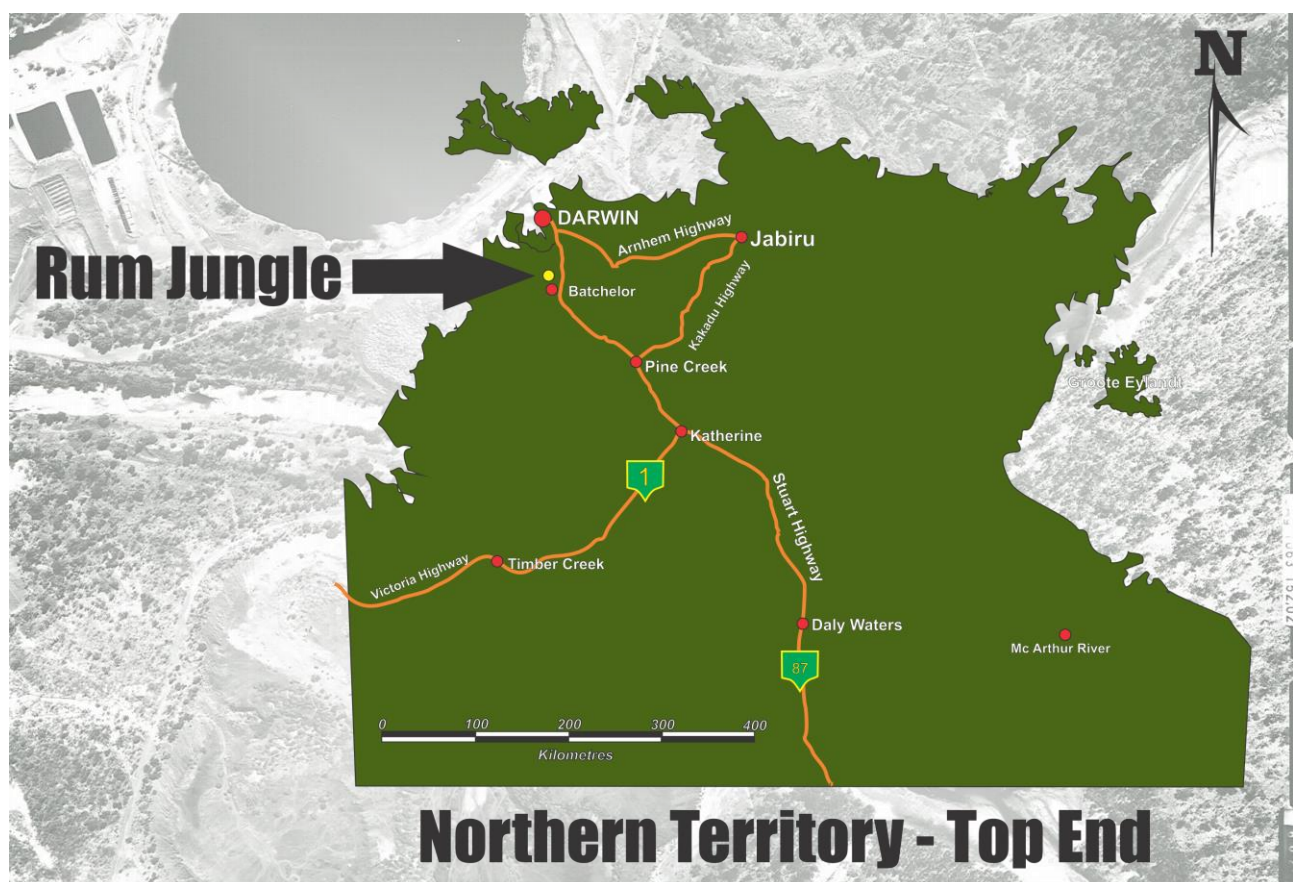 N
DARWIN
Arnhem Highway
Jabiru
Rum Jungle
Batchelor
Kakadu Highway
Pine Creek
Groote Eylandt
Katherine
1
Stuart Highway
Victoria Highway
Timber Creek
Daly Waters
Mc Arthur River
87
0 100 200 300 400
Kilometres
Northern Territory - Top End